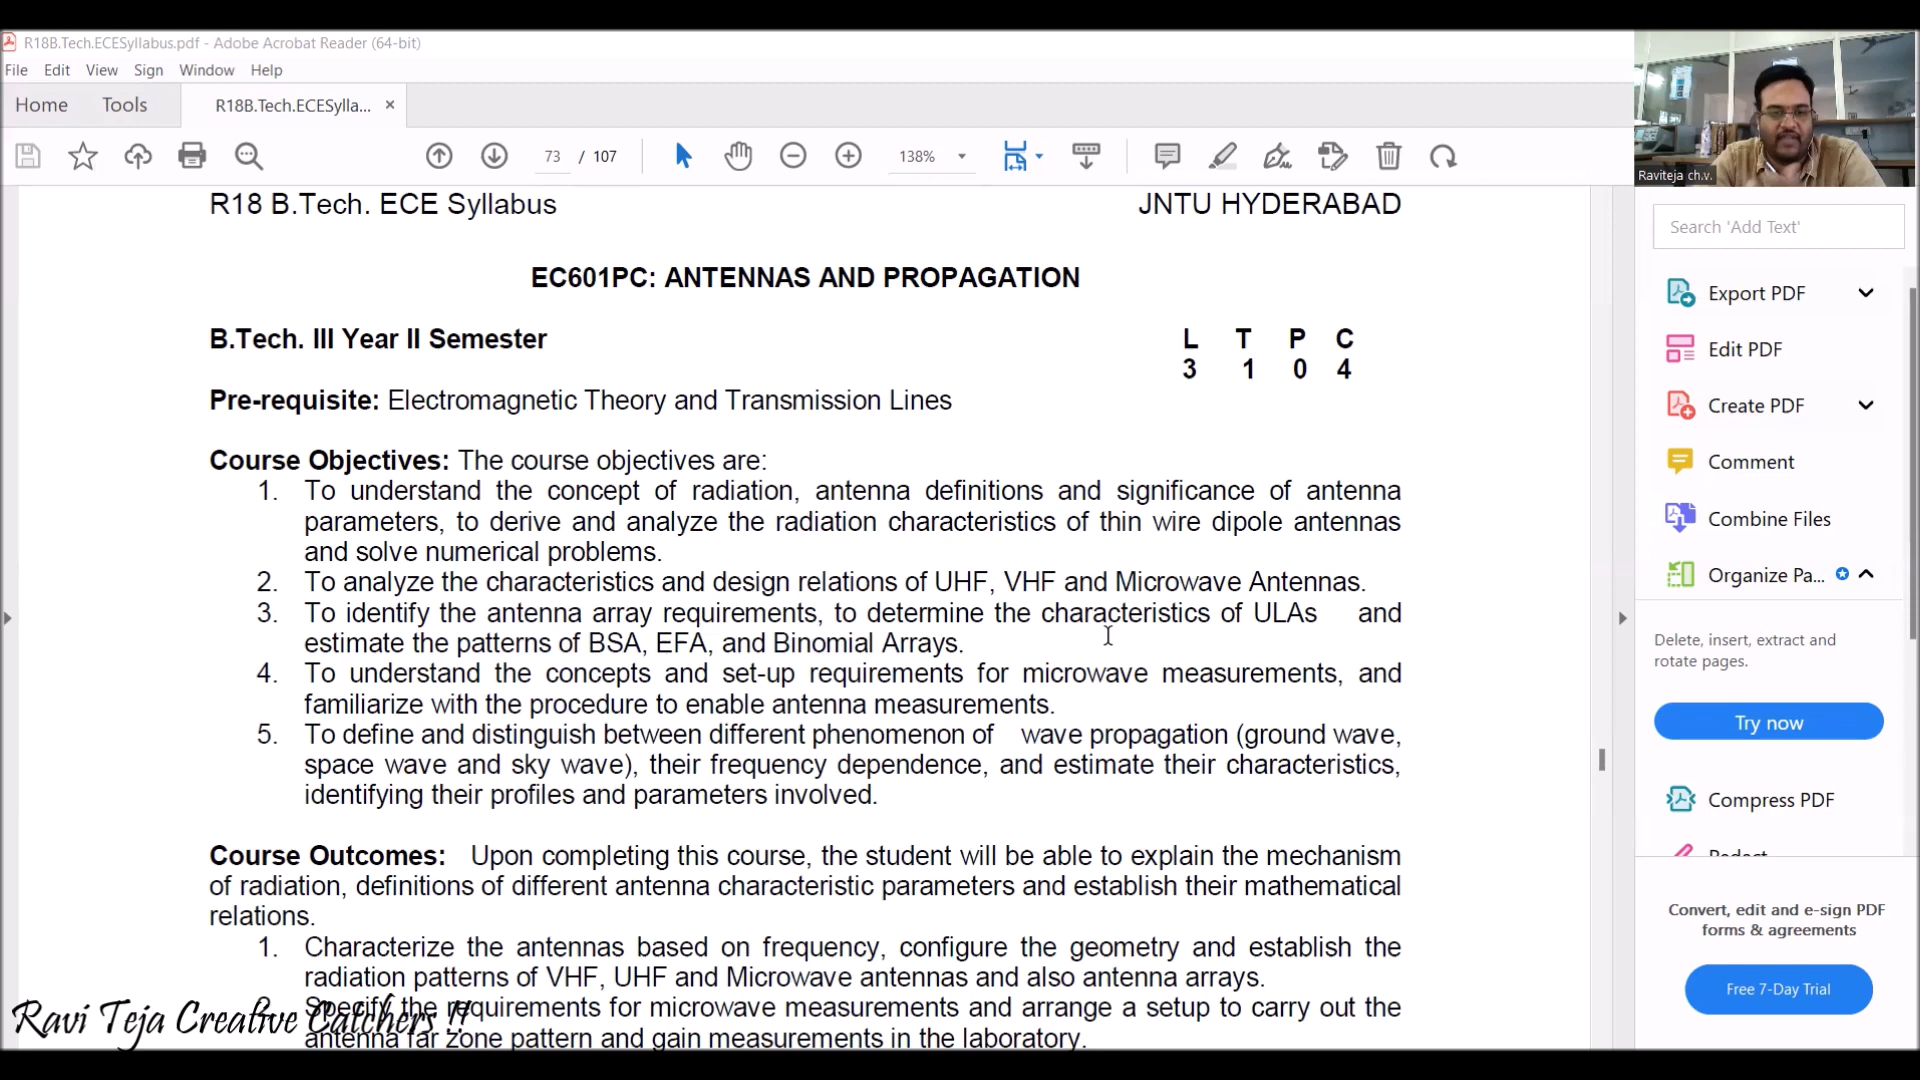 R18B.Tech.ECESyllabus.pdf - Adobe Acrobat Reader (64-bit)
File Edit View Sign Window Help
Home Tools R18B.Tech.ECESylla... ×
73 / 107 138%
Raviteja ch.v.
R18 B.Tech. ECE Syllabus JNTU HYDERABAD
EC601PC: ANTENNAS AND PROPAGATION
B.Tech. III Year II Semester L T P C
3 1 0 4
Pre-requisite: Electromagnetic Theory and Transmission Lines
Course Objectives: The course objectives are:
1. To understand the concept of radiation, antenna definitions and significance of antenna
parameters, to derive and analyze the radiation characteristics of thin wire dipole antennas
and solve numerical problems.
2. To analyze the characteristics and design relations of UHF, VHF and Microwave Antennas.
3. To identify the antenna array requirements, to determine the characteristics of ULAs and
estimate the patterns of BSA, EFA, and Binomial Arrays.
4. To understand the concepts and set-up requirements for microwave measurements, and
familiarize with the procedure to enable antenna measurements.
5. To define and distinguish between different phenomenon of wave propagation (ground wave,
space wave and sky wave), their frequency dependence, and estimate their characteristics,
identifying their profiles and parameters involved.
Course Outcomes: Upon completing this course, the student will be able to explain the mechanism
of radiation, definitions of different antenna characteristic parameters and establish their mathematical
relations.
1. Characterize the antennas based on frequency, configure the geometry and establish the
radiation patterns of VHF, UHF and Microwave antennas and also antenna arrays.
Specify the requirements for microwave measurements and arrange a setup to carry out the
antenna far zone pattern and gain measurements in the laboratory.
Ravi Teja Creative Catchers !!
Search 'Add Text'
Export PDF
Edit PDF
Create PDF
Comment
Combine Files
Organize Pa...
Delete, insert, extract and
rotate pages.
Try now
Compress PDF
Redact
Convert, edit and e-sign PDF
forms & agreements
Free 7-Day Trial